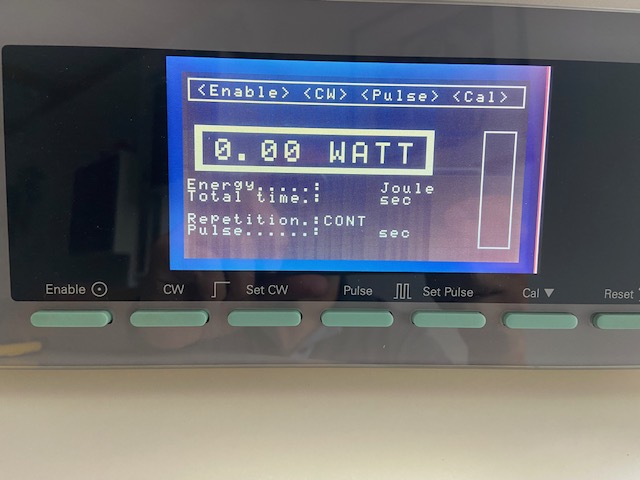 <Enable> <CW> <Pulse> <Cal>
0.00 WATT
Energy.....: Joule
Total time.: sec
Repetition.:CONT
Pulse......: sec
Enable CW Set CW Pulse Set Pulse Cal ▼ Reset